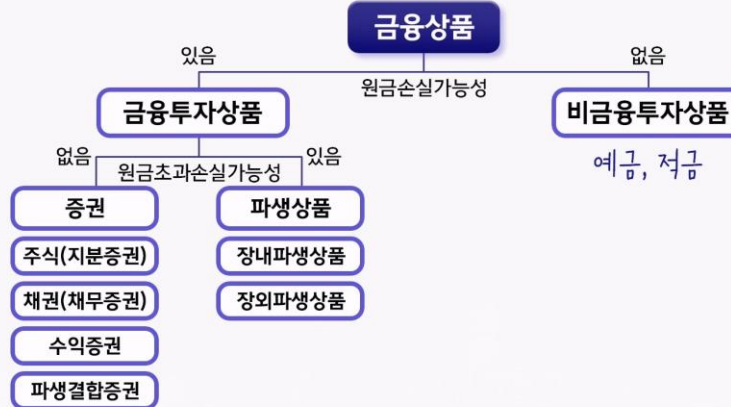 금융상품
있음
없음
원금손실가능성
금융투자상품
비금융투자상품
예금, 적금
없음
있음
원금초과손실가능성
증권
파생상품
주식(지분증권)
장내파생상품
채권(채무증권)
장외파생상품
수익증권
파생결합증권